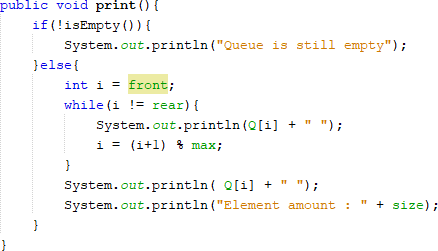 public void print(){
if(!isEmpty()){
System.out.println("Queue is still empty");
}else{
int i = front;
while(i != rear){
System.out.println(Q[i] + " ");
i = (i+1) % max;
}
System.out.println( Q[i] + " ");
System.out.println("Element amount : " + size);
}
}